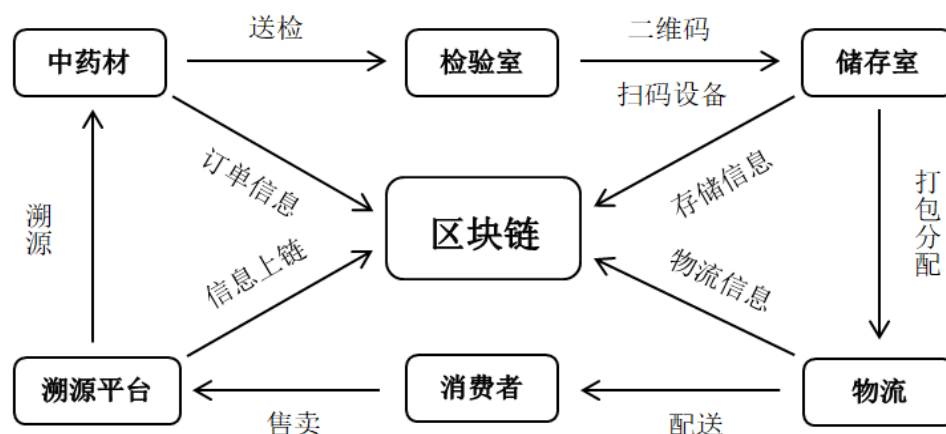 送检
二维码
中药材
检验室
储存室
扫码设备
订单信息
存储信息
溯源
区块链
打包分配
信息上链
物流信息
溯源平台
消费者
物流
售卖
配送